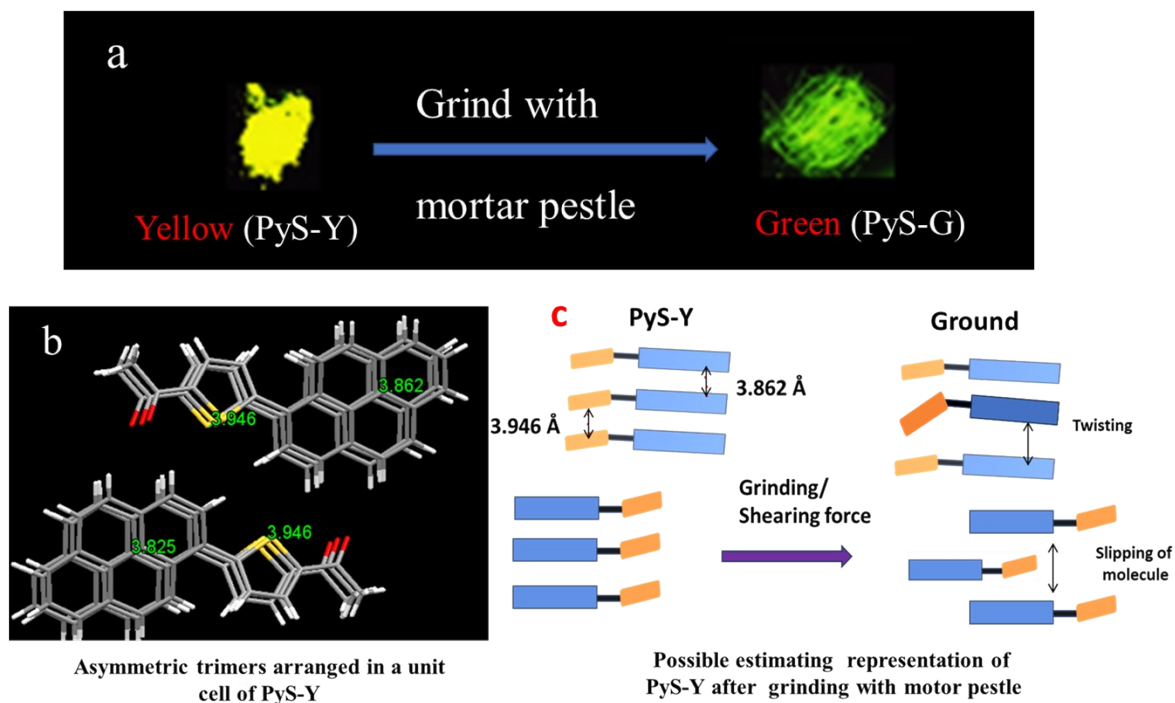 a
Grind with
mortar pestle
Yellow (PyS-Y)
Green (PyS-G)
b
3.862
3.946
3.825
3.946
Asymmetric trimers arranged in a unit
cell of PyS-Y
c
PyS-Y
Ground
3.862 Å
3.946 Å
Twisting
Grinding/
Shearing force
Slipping of
molecule
Possible estimating representation of
PyS-Y after grinding with motor pestle